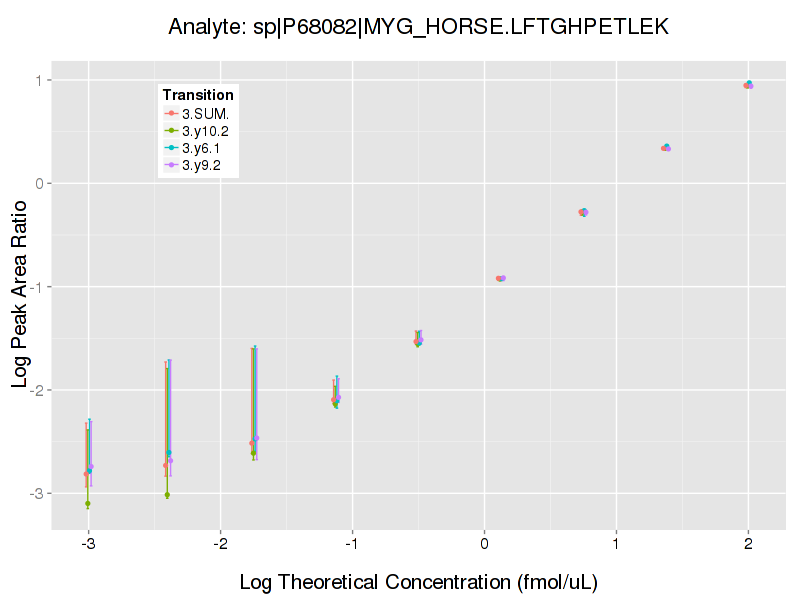 Analyte: sp|P68082|MYG_HORSE.LFTGHPETLEK
Transition
3.SUM.
3.y10.2
3.y6.1
3.y9.2
Log Peak Area Ratio
1
0
-1
-2
-3
-3
-2
-1
0
1
2
Log Theoretical Concentration (fmol/uL)